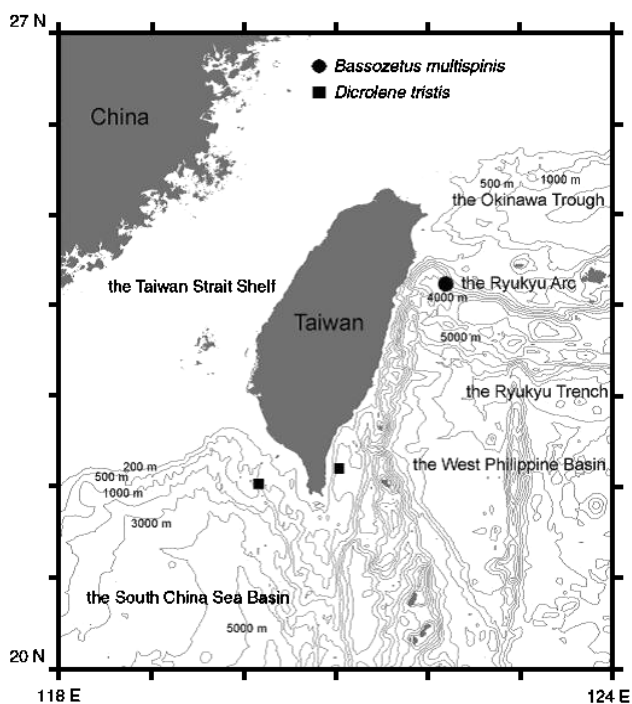 27 N
Bassozetus multispinis
China
Dicrolene tristis
500 m
1000 m
the Okinawa Trough
the Taiwan Strait Shelf
the Ryukyu Arc
4000 m
Taiwan
5000 m
the Ryukyu Trench
the West Philippine Basin
200 m
500 m
1000 m
3000 m
the South China Sea Basin
5000 m
20 N
118 E
124 E